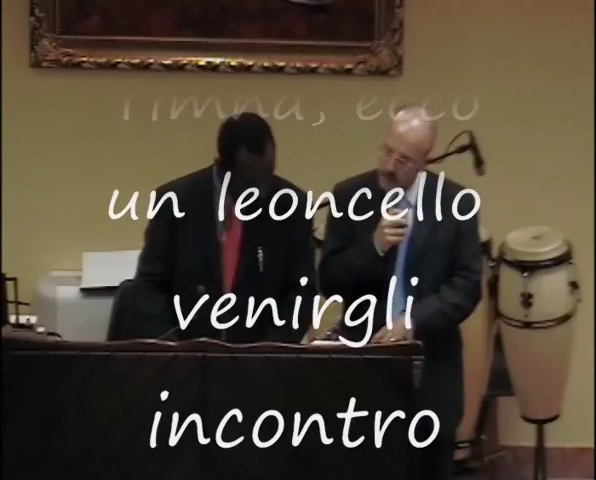 Timna, ecco
un leoncello
venirgli
incontro